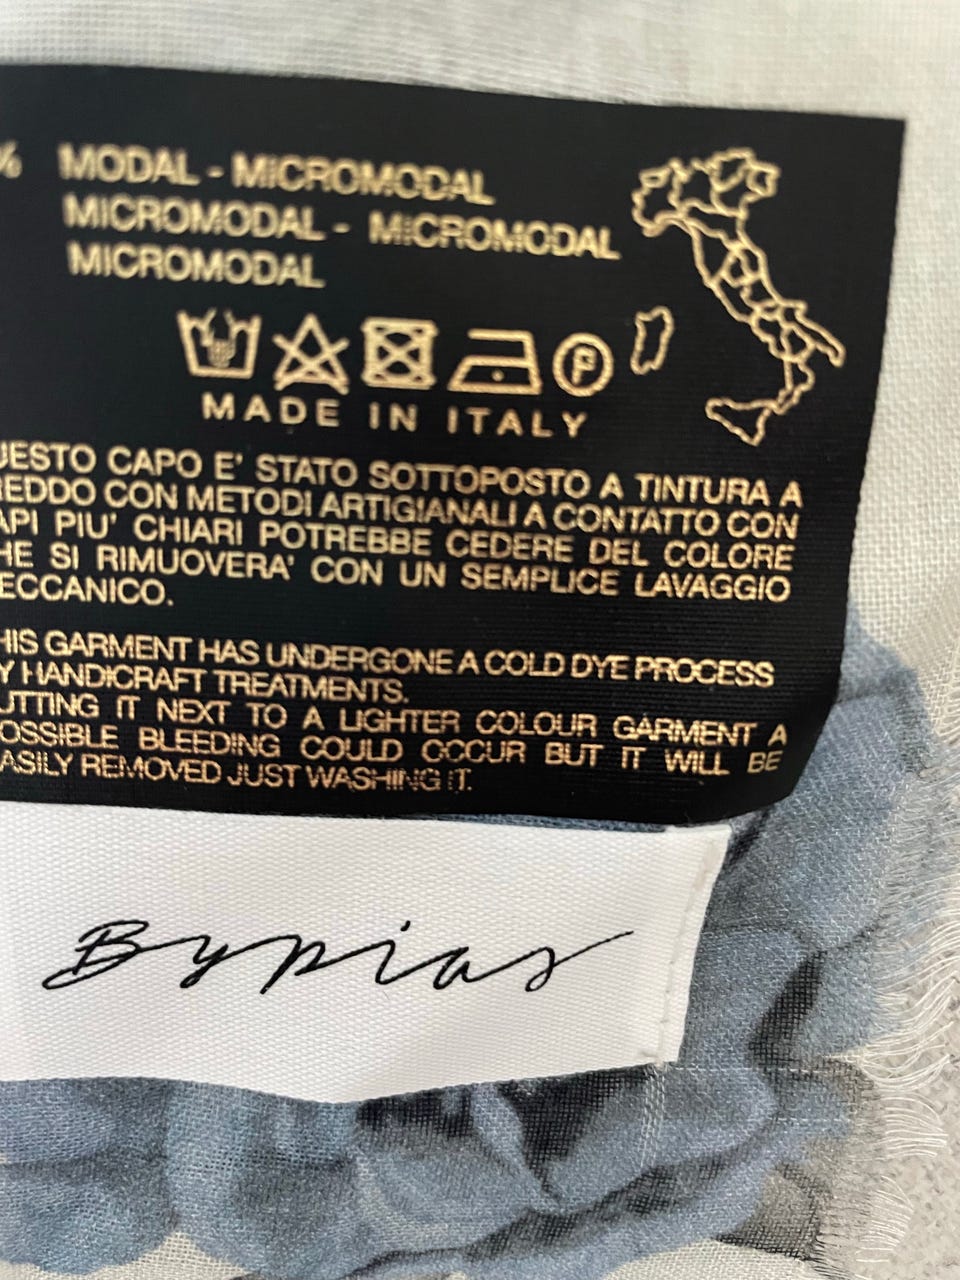 % MODAL - MICROMODAL
MICROMODAL - MICROMODAL
MICROMODAL
P
MADE IN ITALY
UESTO CAPO E' STATO SOTTOPOSTO A TINTURA A
REDDO CON METODI ARTIGIANALI A CONTATTO CON
API PIU' CHIARI POTREBBE CEDERE DEL COLORE
HE SI RIMUOVERA' CON UN SEMPLICE LAVAGGIO
ECCANICO.
HIS GARMENT HAS UNDERGONE A COLD DYE PROCESS
Y HANDICRAFT TREATMENTS.
UTTING IT NEXT TO A LIGHTER COLOUR GARMENT A
OSSIBLE BLEEDING COULD OCCUR BUT IT WILL BE
ASILY REMOVED JUST WASHING IT.
Bypias